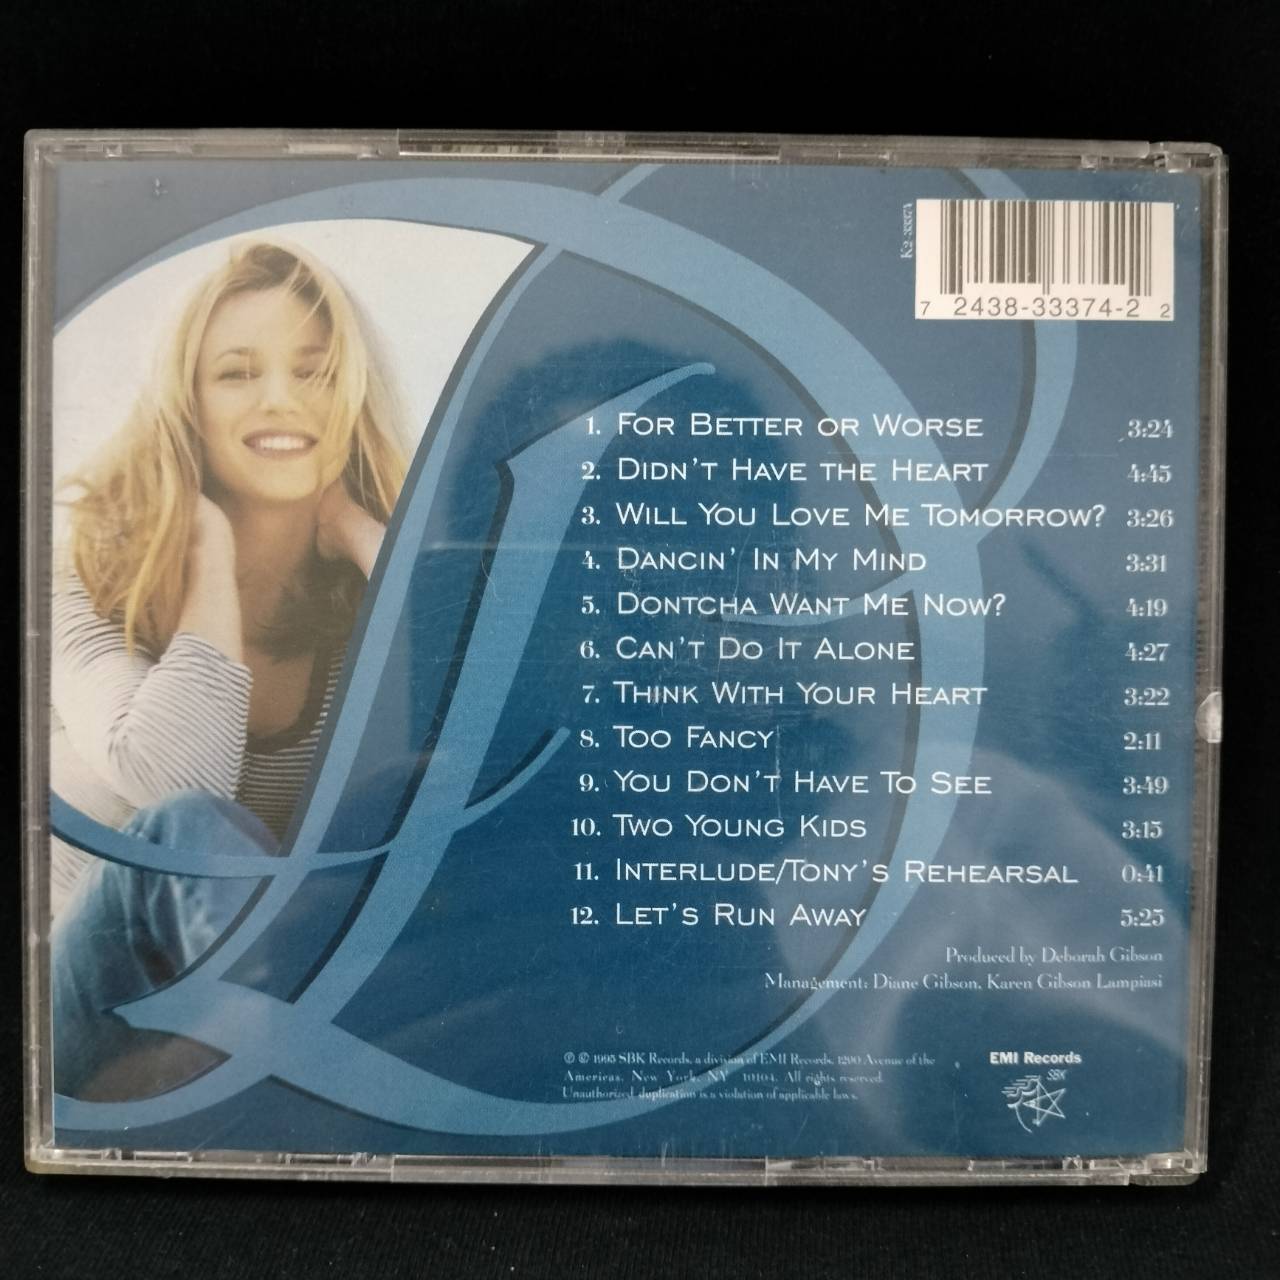 K2 33374
7 2438-33374-2 2
1. FOR BETTER OR WORSE 3:24
2. DIDN'T HAVE THE HEART 4:45
3. WILL YOU LOVE ME TOMORROW? 3:26
4. DANCIN' IN MY MIND 3:31
5. DONTCHA WANT ME NOW? 4:19
6. CAN'T DO IT ALONE 4:27
7. THINK WITH YOUR HEART 3:22
8. TOO FANCY 2:11
9. YOU DON'T HAVE TO SEE 3:49
10. TWO YOUNG KIDS 3:15
11. INTERLUDE/TONY'S REHEARSAL 0:41
12. LET'S RUN AWAY 5:25
Produced by Deborah Gibson
Management: Diane Gibson, Karen Gibson Lampiasi
℗ © 1995 SBK Records, a division of EMI Records, 1290 Avenue of the
Americas, New York, NY 10104. All rights reserved.
Unauthorized duplication is a violation of applicable laws.
EMI Records
SBK